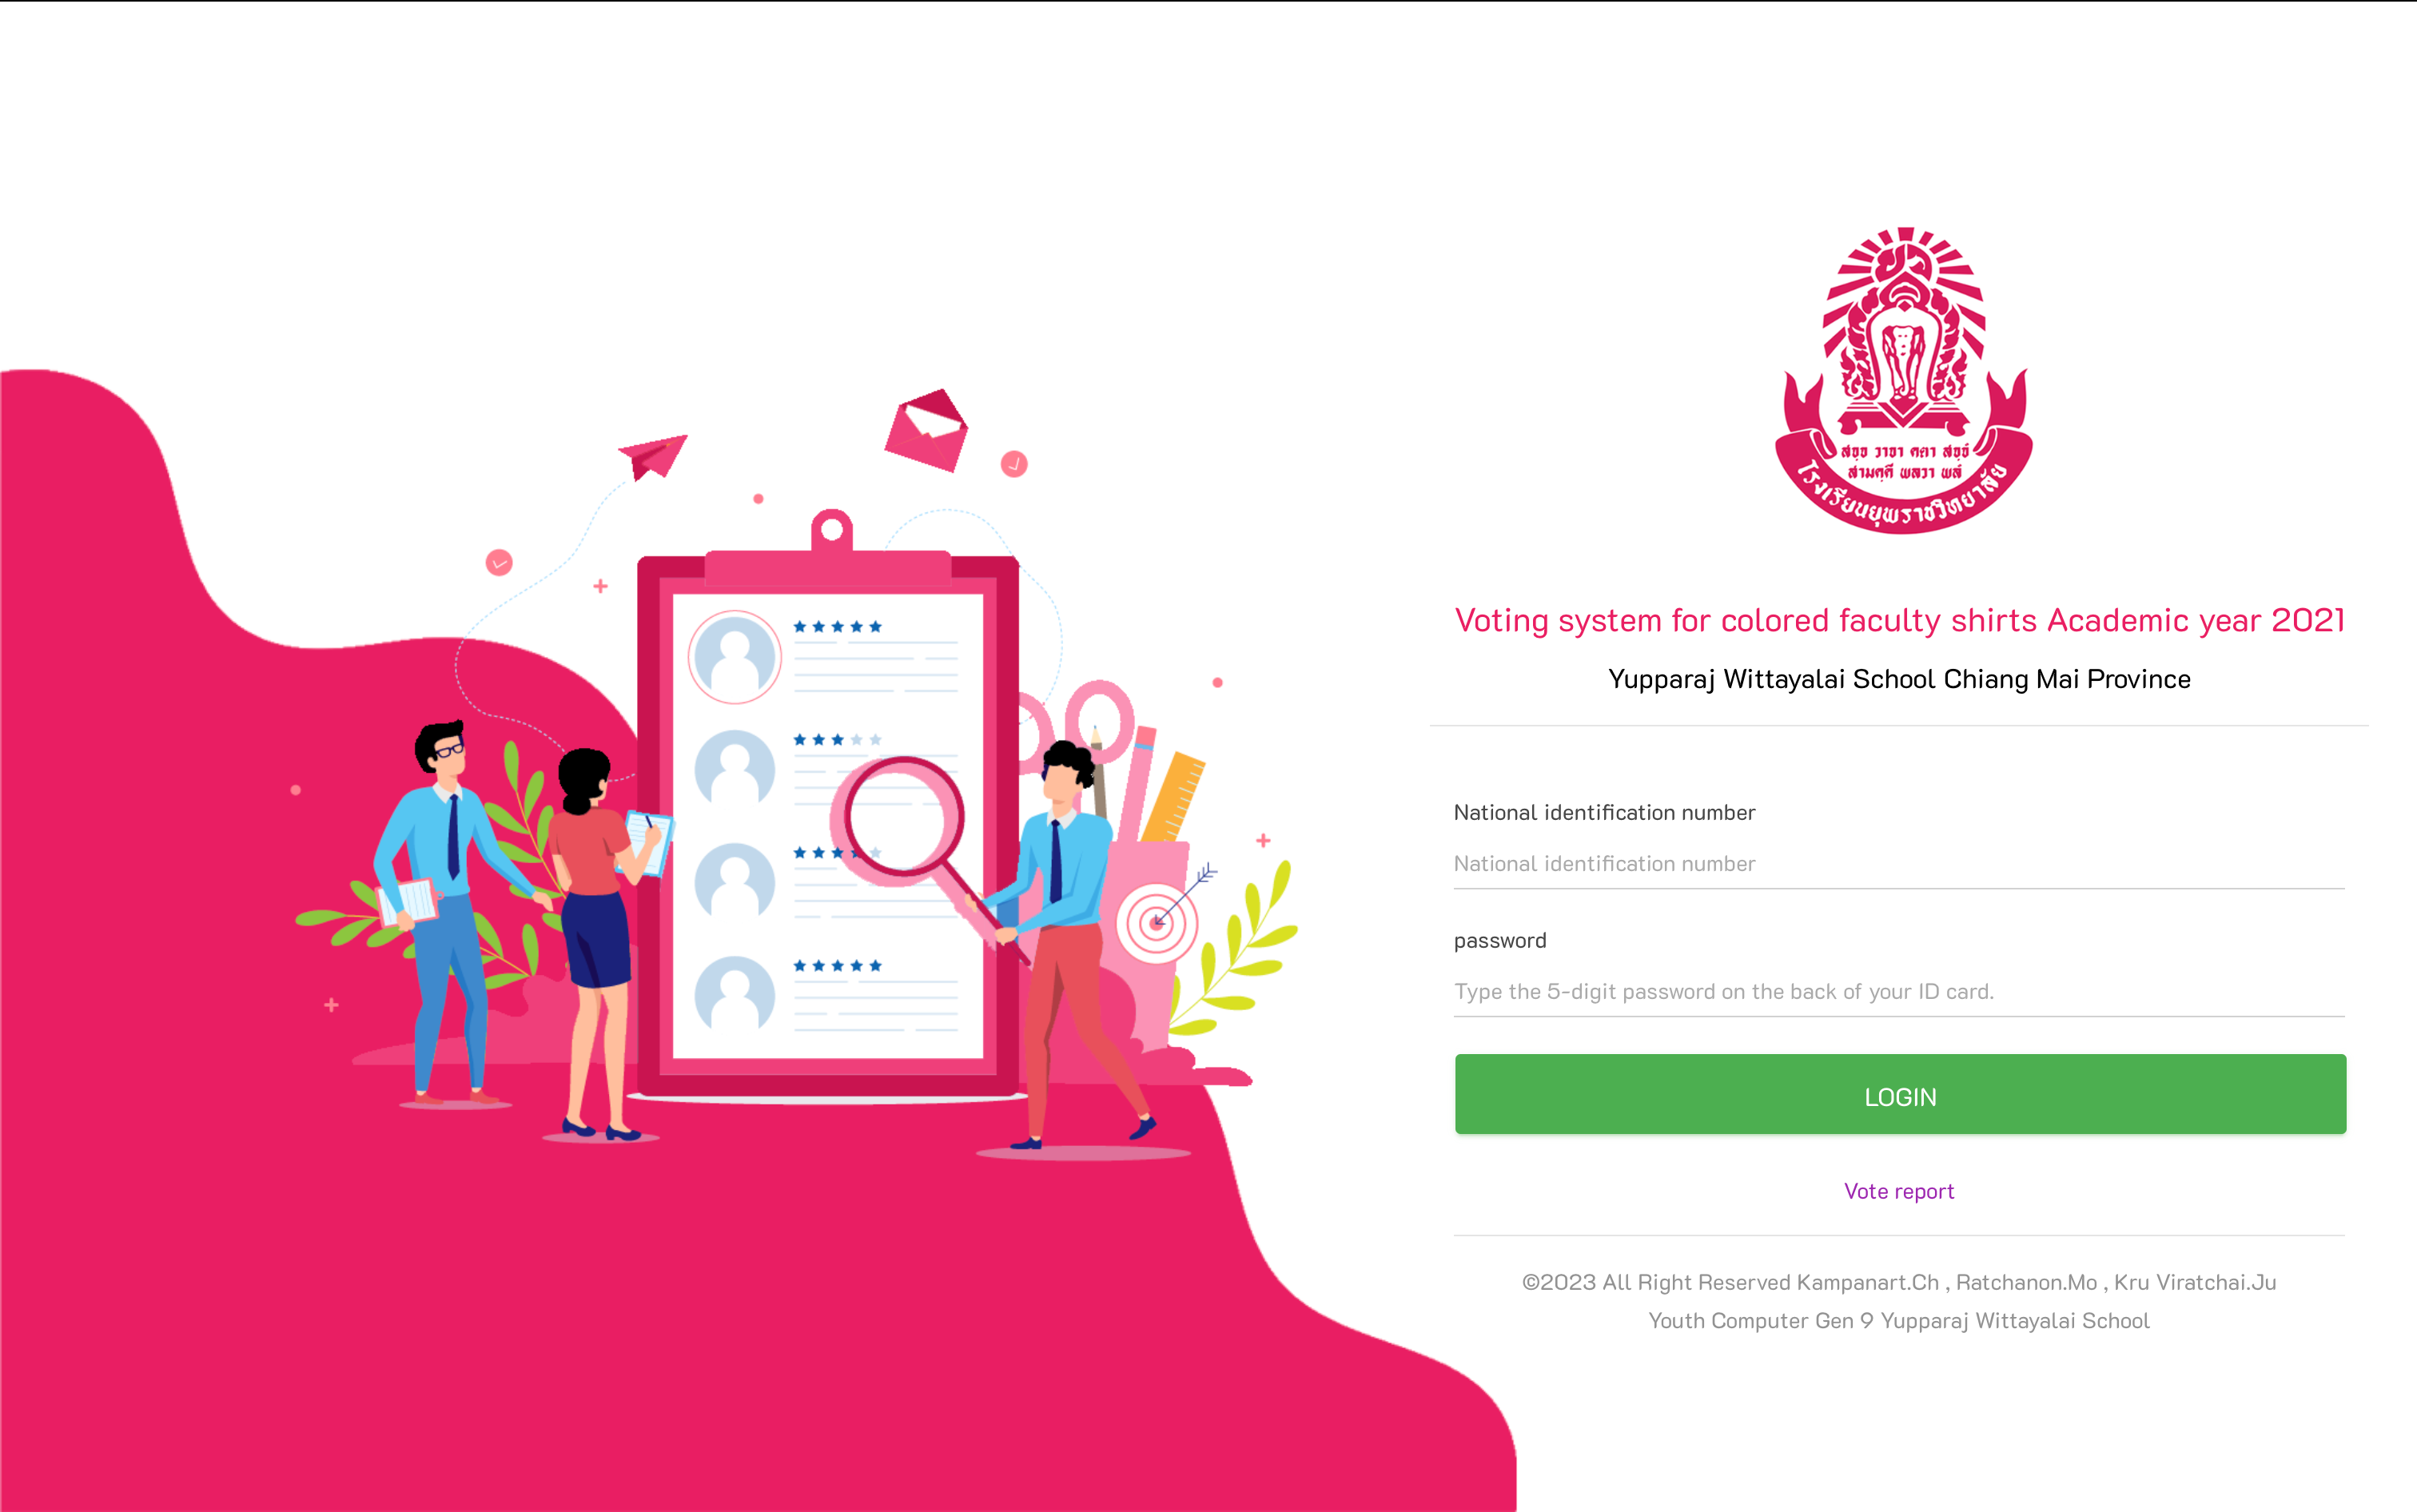 สจฺจํ วาจา คตา สจฺจํ
สามคฺคี พลวา พลํ
โรงเรียนยุพราชวิทยาลัย
Voting system for colored faculty shirts Academic year 2021
Yupparaj Wittayalai School Chiang Mai Province
National identification number
National identification number
password
Type the 5-digit password on the back of your ID card.
LOGIN
Vote report
©2023 All Right Reserved Kampanart.Ch , Ratchanon.Mo , Kru Viratchai.Ju
Youth Computer Gen 9 Yupparaj Wittayalai School